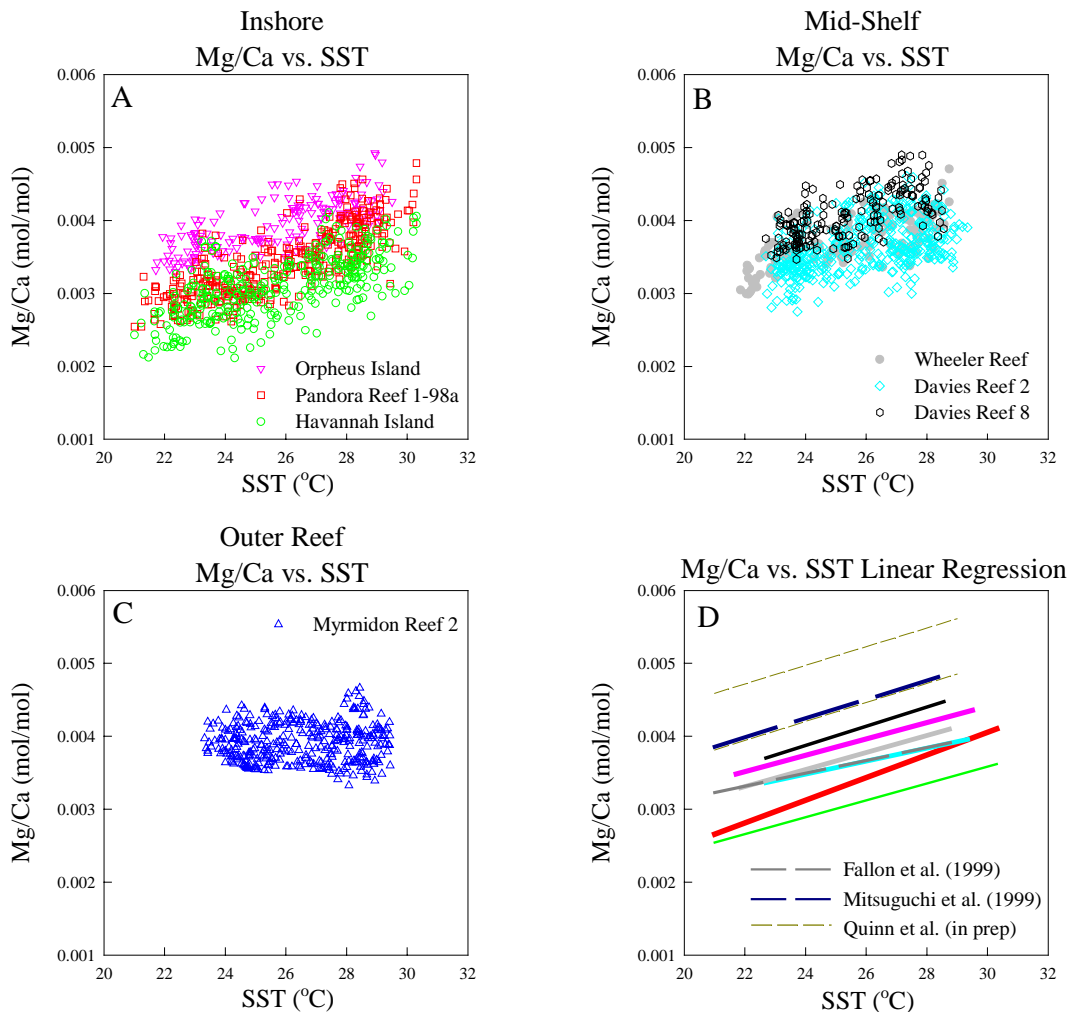 Inshore
Mg/Ca vs. SST
A
0.006
0.005
0.004
0.003
0.002
0.001
Mg/Ca (mol/mol)
Orpheus Island
Pandora Reef 1-98a
Havannah Island
20 22 24 26 28 30 32
SST (°C)
Mid-Shelf
Mg/Ca vs. SST
B
0.006
0.005
0.004
0.003
0.002
0.001
Mg/Ca (mol/mol)
Wheeler Reef
Davies Reef 2
Davies Reef 8
20 22 24 26 28 30 32
SST (°C)
Outer Reef
Mg/Ca vs. SST
C
0.006
0.005
0.004
0.003
0.002
0.001
Mg/Ca (mol/mol)
Myrmidon Reef 2
20 22 24 26 28 30 32
SST (°C)
Mg/Ca vs. SST Linear Regression
D
0.006
0.005
0.004
0.003
0.002
0.001
Mg/Ca (mol/mol)
Fallon et al. (1999)
Mitsuguchi et al. (1999)
Quinn et al. (in prep)
20 22 24 26 28 30 32
SST (°C)